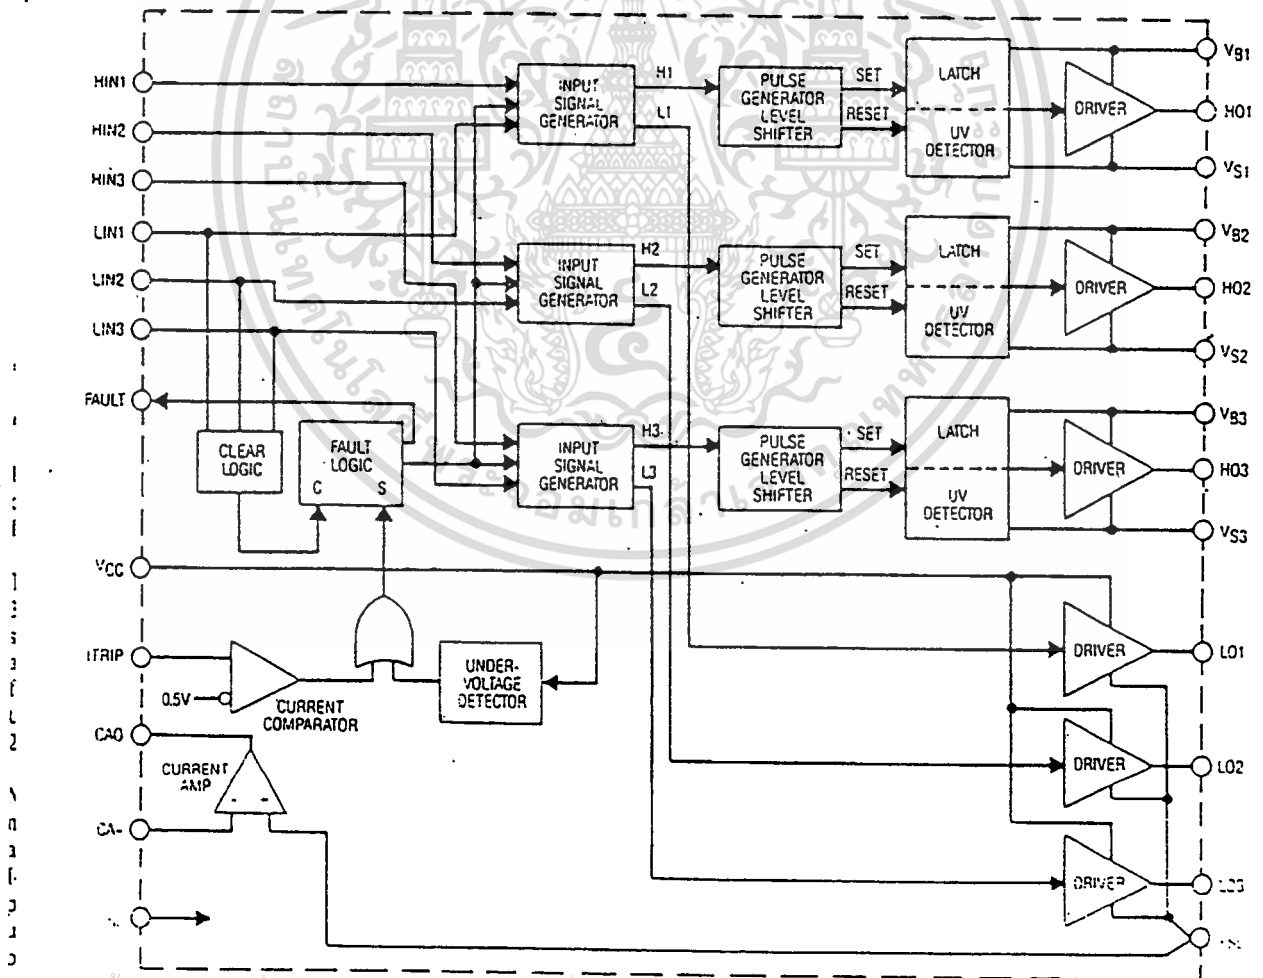 HIN1
HIN2
HIN3
LIN1
LIN2
LIN3
FAULT
VCC
ITRIP
0.5V
CAO
CA-
CLEAR
LOGIC
FAULT
LOGIC
C S
CURRENT
COMPARATOR
CURRENT
AMP
- +
UNDER-
VOLTAGE
DETECTOR
INPUT
SIGNAL
GENERATOR
H1
L1
PULSE
GENERATOR
LEVEL
SHIFTER
SET
RESET
LATCH
UV
DETECTOR
DRIVER
VB1
HO1
VS1
INPUT
SIGNAL
GENERATOR
H2
L2
PULSE
GENERATOR
LEVEL
SHIFTER
SET
RESET
LATCH
UV
DETECTOR
DRIVER
VB2
HO2
VS2
INPUT
SIGNAL
GENERATOR
H3
L3
PULSE
GENERATOR
LEVEL
SHIFTER
SET
RESET
LATCH
UV
DETECTOR
DRIVER
VB3
HO3
VS3
DRIVER
LO1
DRIVER
LO2
DRIVER
LO3